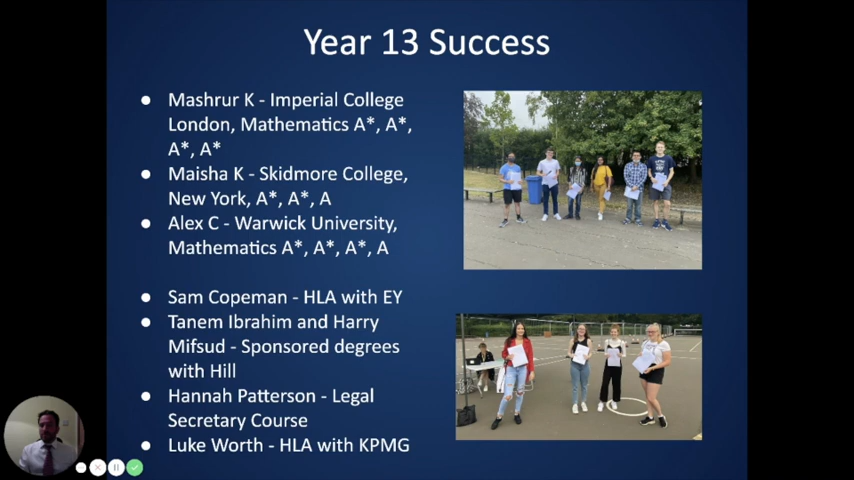 Year 13 Success
● Mashrur K - Imperial College
London, Mathematics A*, A*,
A*, A*
● Maisha K - Skidmore College,
New York, A*, A*, A
● Alex C - Warwick University,
Mathematics A*, A*, A*, A
● Sam Copeman - HLA with EY
● Tanem Ibrahim and Harry
Mifsud - Sponsored degrees
with Hill
● Hannah Patterson - Legal
Secretary Course
● Luke Worth - HLA with KPMG